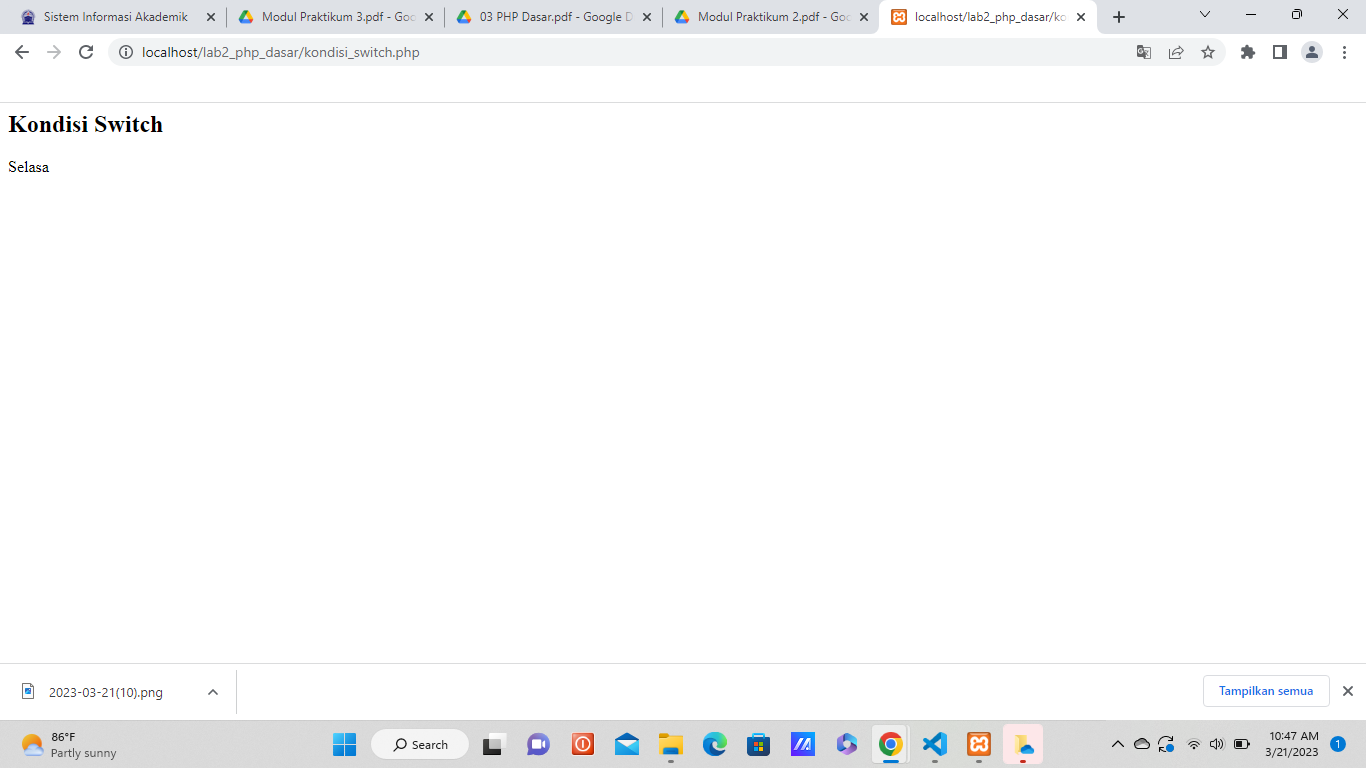 Sistem Informasi Akademik
Modul Praktikum 3.pdf - Goo
03 PHP Dasar.pdf - Google D
Modul Praktikum 2.pdf - Goo
localhost/lab2_php_dasar/ko
localhost/lab2_php_dasar/kondisi_switch.php
Kondisi Switch
Selasa
2023-03-21(10).png
Tampilkan semua
86°F
Partly sunny
Search
10:47 AM
3/21/2023
1